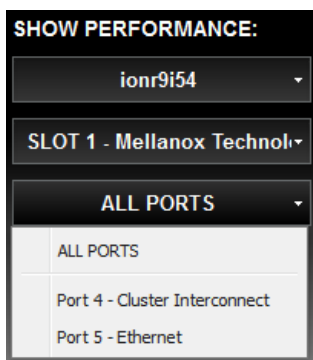 SHOW PERFORMANCE:
ionr9i54
SLOT 1 - Mellanox Technol
ALL PORTS
ALL PORTS
Port 4 - Cluster Interconnect
Port 5 - Ethernet